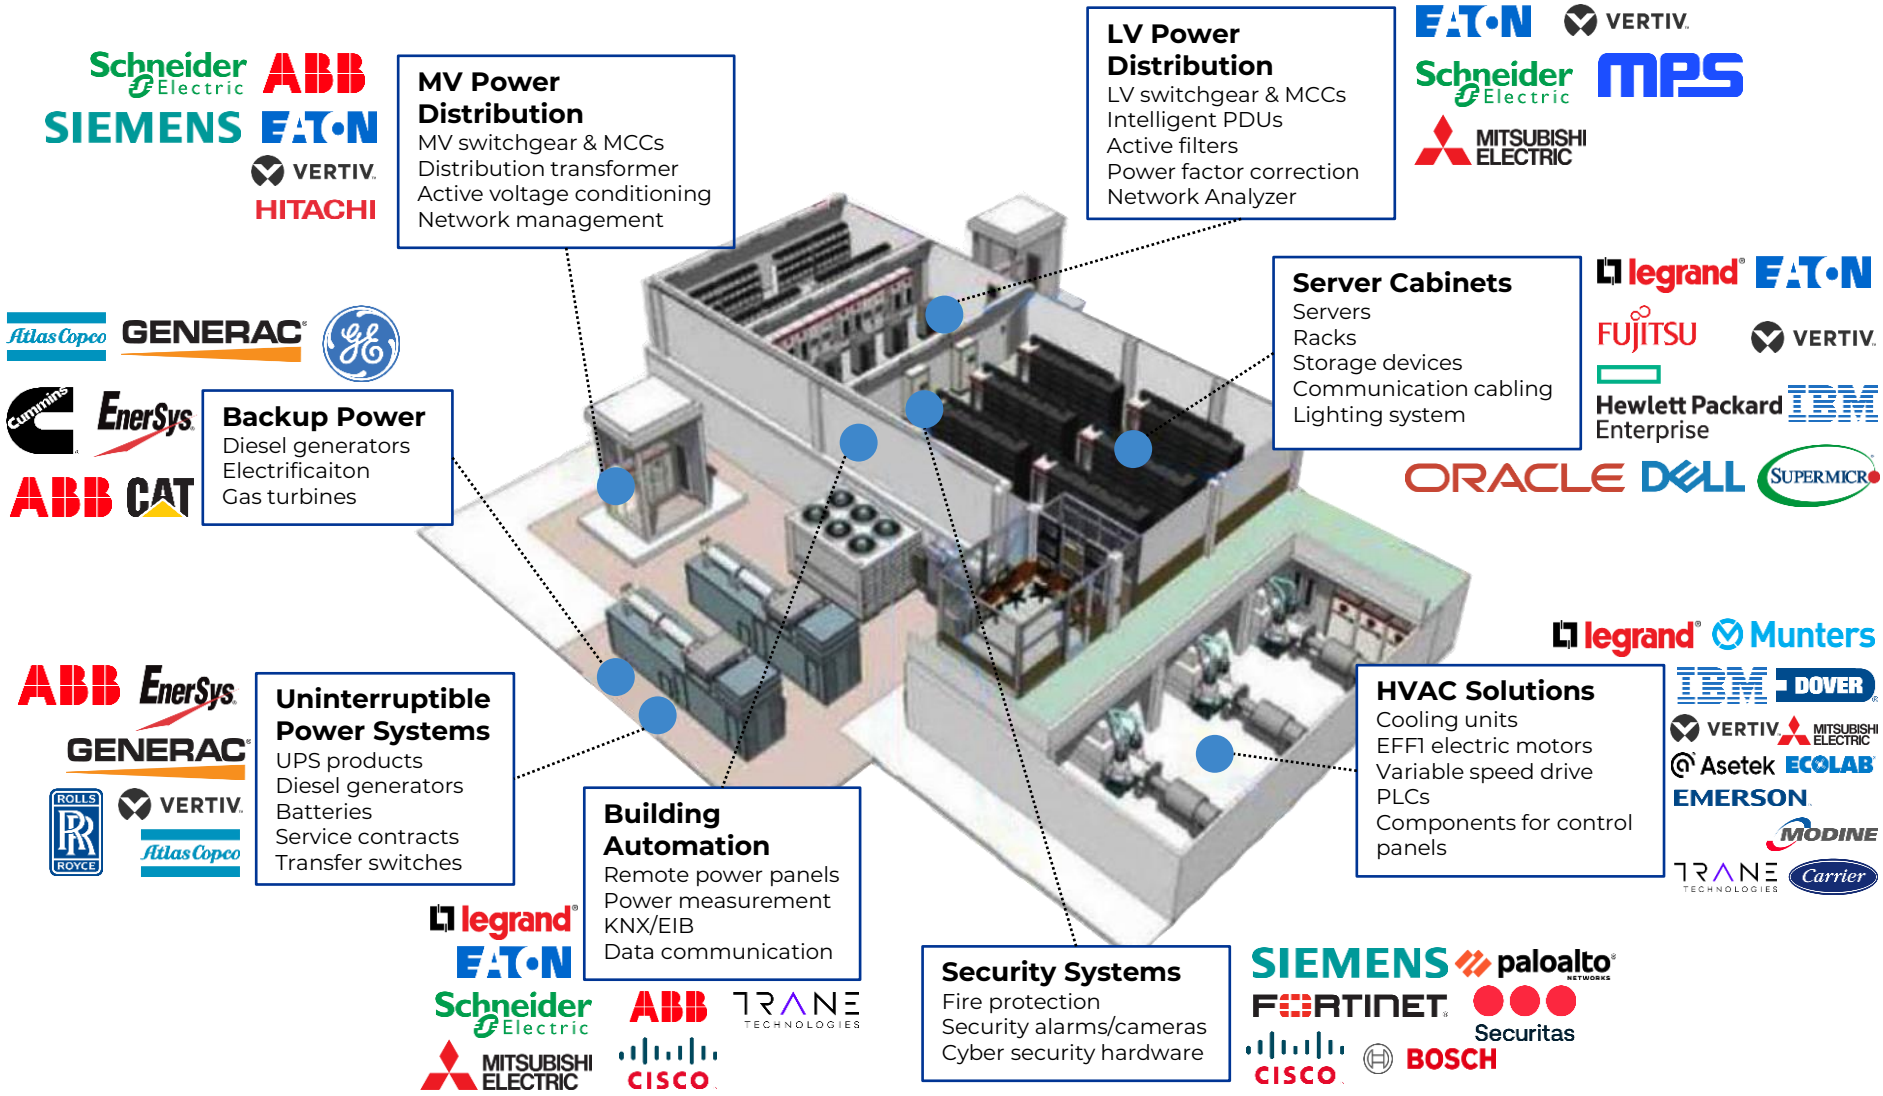 Schneider
Electric
ABB
SIEMENS
EATON
VERTIV.
HITACHI
MV Power
Distribution
MV switchgear & MCCs
Distribution transformer
Active voltage conditioning
Network management
LV Power
Distribution
LV switchgear & MCCs
Intelligent PDUs
Active filters
Power factor correction
Network Analyzer
EATON
VERTIV.
Schneider
Electric
MPS
MITSUBISHI
ELECTRIC
Server Cabinets
Servers
Racks
Storage devices
Communication cabling
Lighting system
legrand®
EATON
FUJITSU
VERTIV.
Hewlett Packard
Enterprise
IBM
ORACLE
DELL
SUPERMICRO
Atlas Copco
GENERAC®
GE
Cummins
EnerSys.
ABB
CAT
Backup Power
Diesel generators
Electrificaiton
Gas turbines
ABB
EnerSys.
GENERAC®
ROLLS
RR
ROYCE
VERTIV.
Atlas Copco
Uninterruptible
Power Systems
UPS products
Diesel generators
Batteries
Service contracts
Transfer switches
Building
Automation
Remote power panels
Power measurement
KNX/EIB
Data communication
legrand®
EATON
Schneider
Electric
ABB
TRANE
TECHNOLOGIES
MITSUBISHI
ELECTRIC
CISCO
Security Systems
Fire protection
Security alarms/cameras
Cyber security hardware
SIEMENS
paloalto®
NETWORKS
FORTINET®
Securitas
CISCO
BOSCH
HVAC Solutions
Cooling units
EFF1 electric motors
Variable speed drive
PLCs
Components for control
panels
legrand®
Munters
IBM
DOVER®
VERTIV.
MITSUBISHI
ELECTRIC
Asetek
ECOLAB®
EMERSON.
MODINE
TRANE
TECHNOLOGIES
Carrier